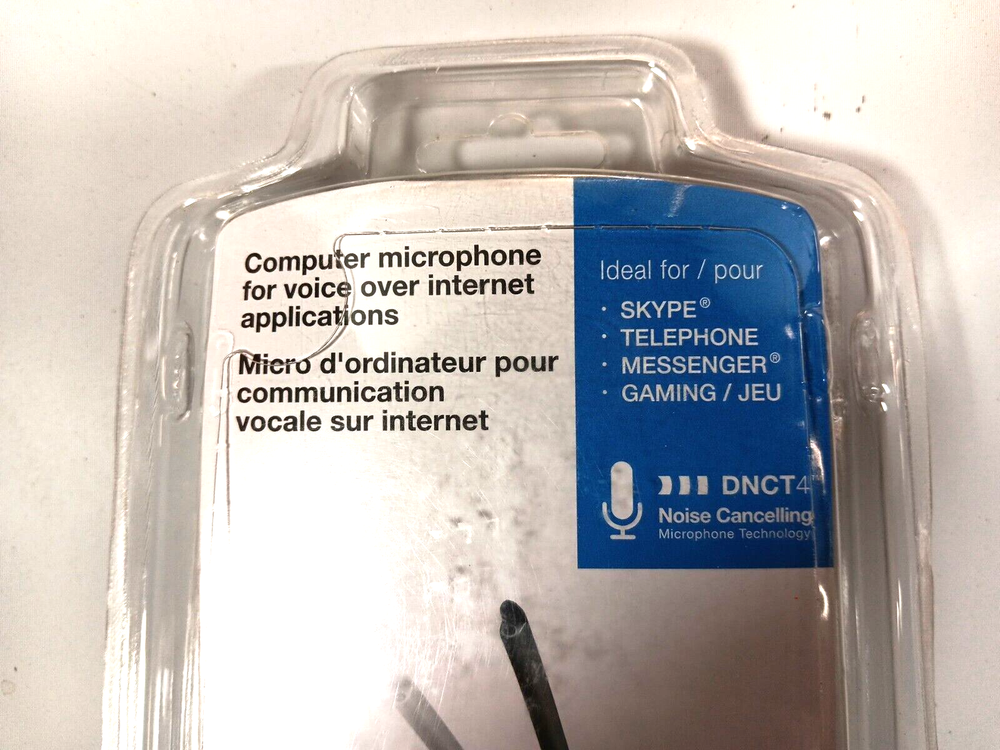 Computer microphone
for voice over internet
applications
Micro d'ordinateur pour
communication
vocale sur internet
Ideal for / pour
· SKYPE®
· TELEPHONE
· MESSENGER®
· GAMING / JEU
DNCT4™
Noise Cancelling
Microphone Technology